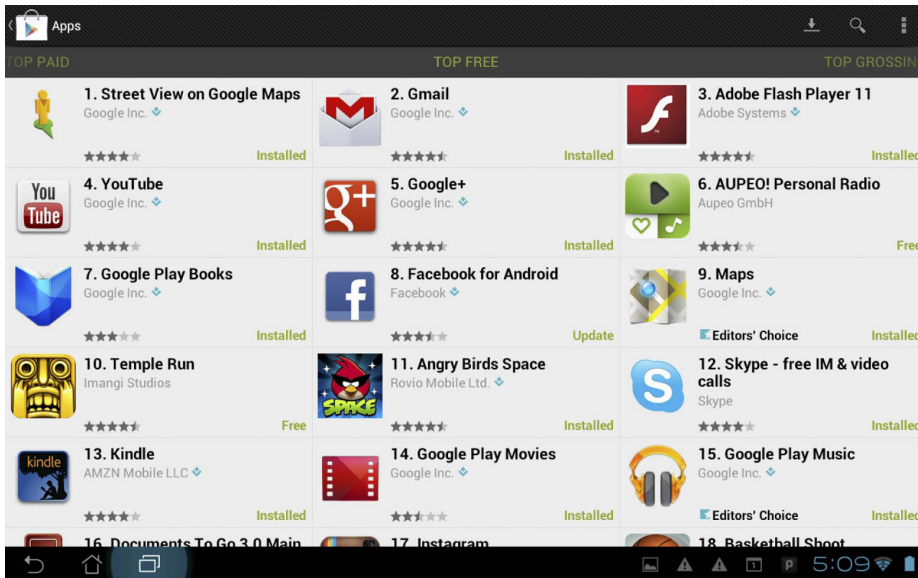 Apps
TOP PAID
TOP FREE
TOP GROSSIN
1. Street View on Google Maps
Google Inc.
Installed
2. Gmail
Google Inc.
Installed
3. Adobe Flash Player 11
Adobe Systems
Installed
You
Tube
4. YouTube
Google Inc.
Installed
g+
5. Google+
Google Inc.
Installed
6. AUPEO! Personal Radio
Aupeo GmbH
Free
7. Google Play Books
Google Inc.
Installed
f
8. Facebook for Android
Facebook
Update
9. Maps
Google Inc.
Editors' Choice
Installed
10. Temple Run
Imangi Studios
Free
SPACE
11. Angry Birds Space
Rovio Mobile Ltd.
Installed
S
12. Skype - free IM & video
calls
Skype
Installed
kindle
13. Kindle
AMZN Mobile LLC
Installed
14. Google Play Movies
Google Inc.
Installed
15. Google Play Music
Google Inc.
Editors' Choice
Installed
16. Documents To Go 3.0 Main
17. Instagram
18. Basketball Shoot
1
P
5:09